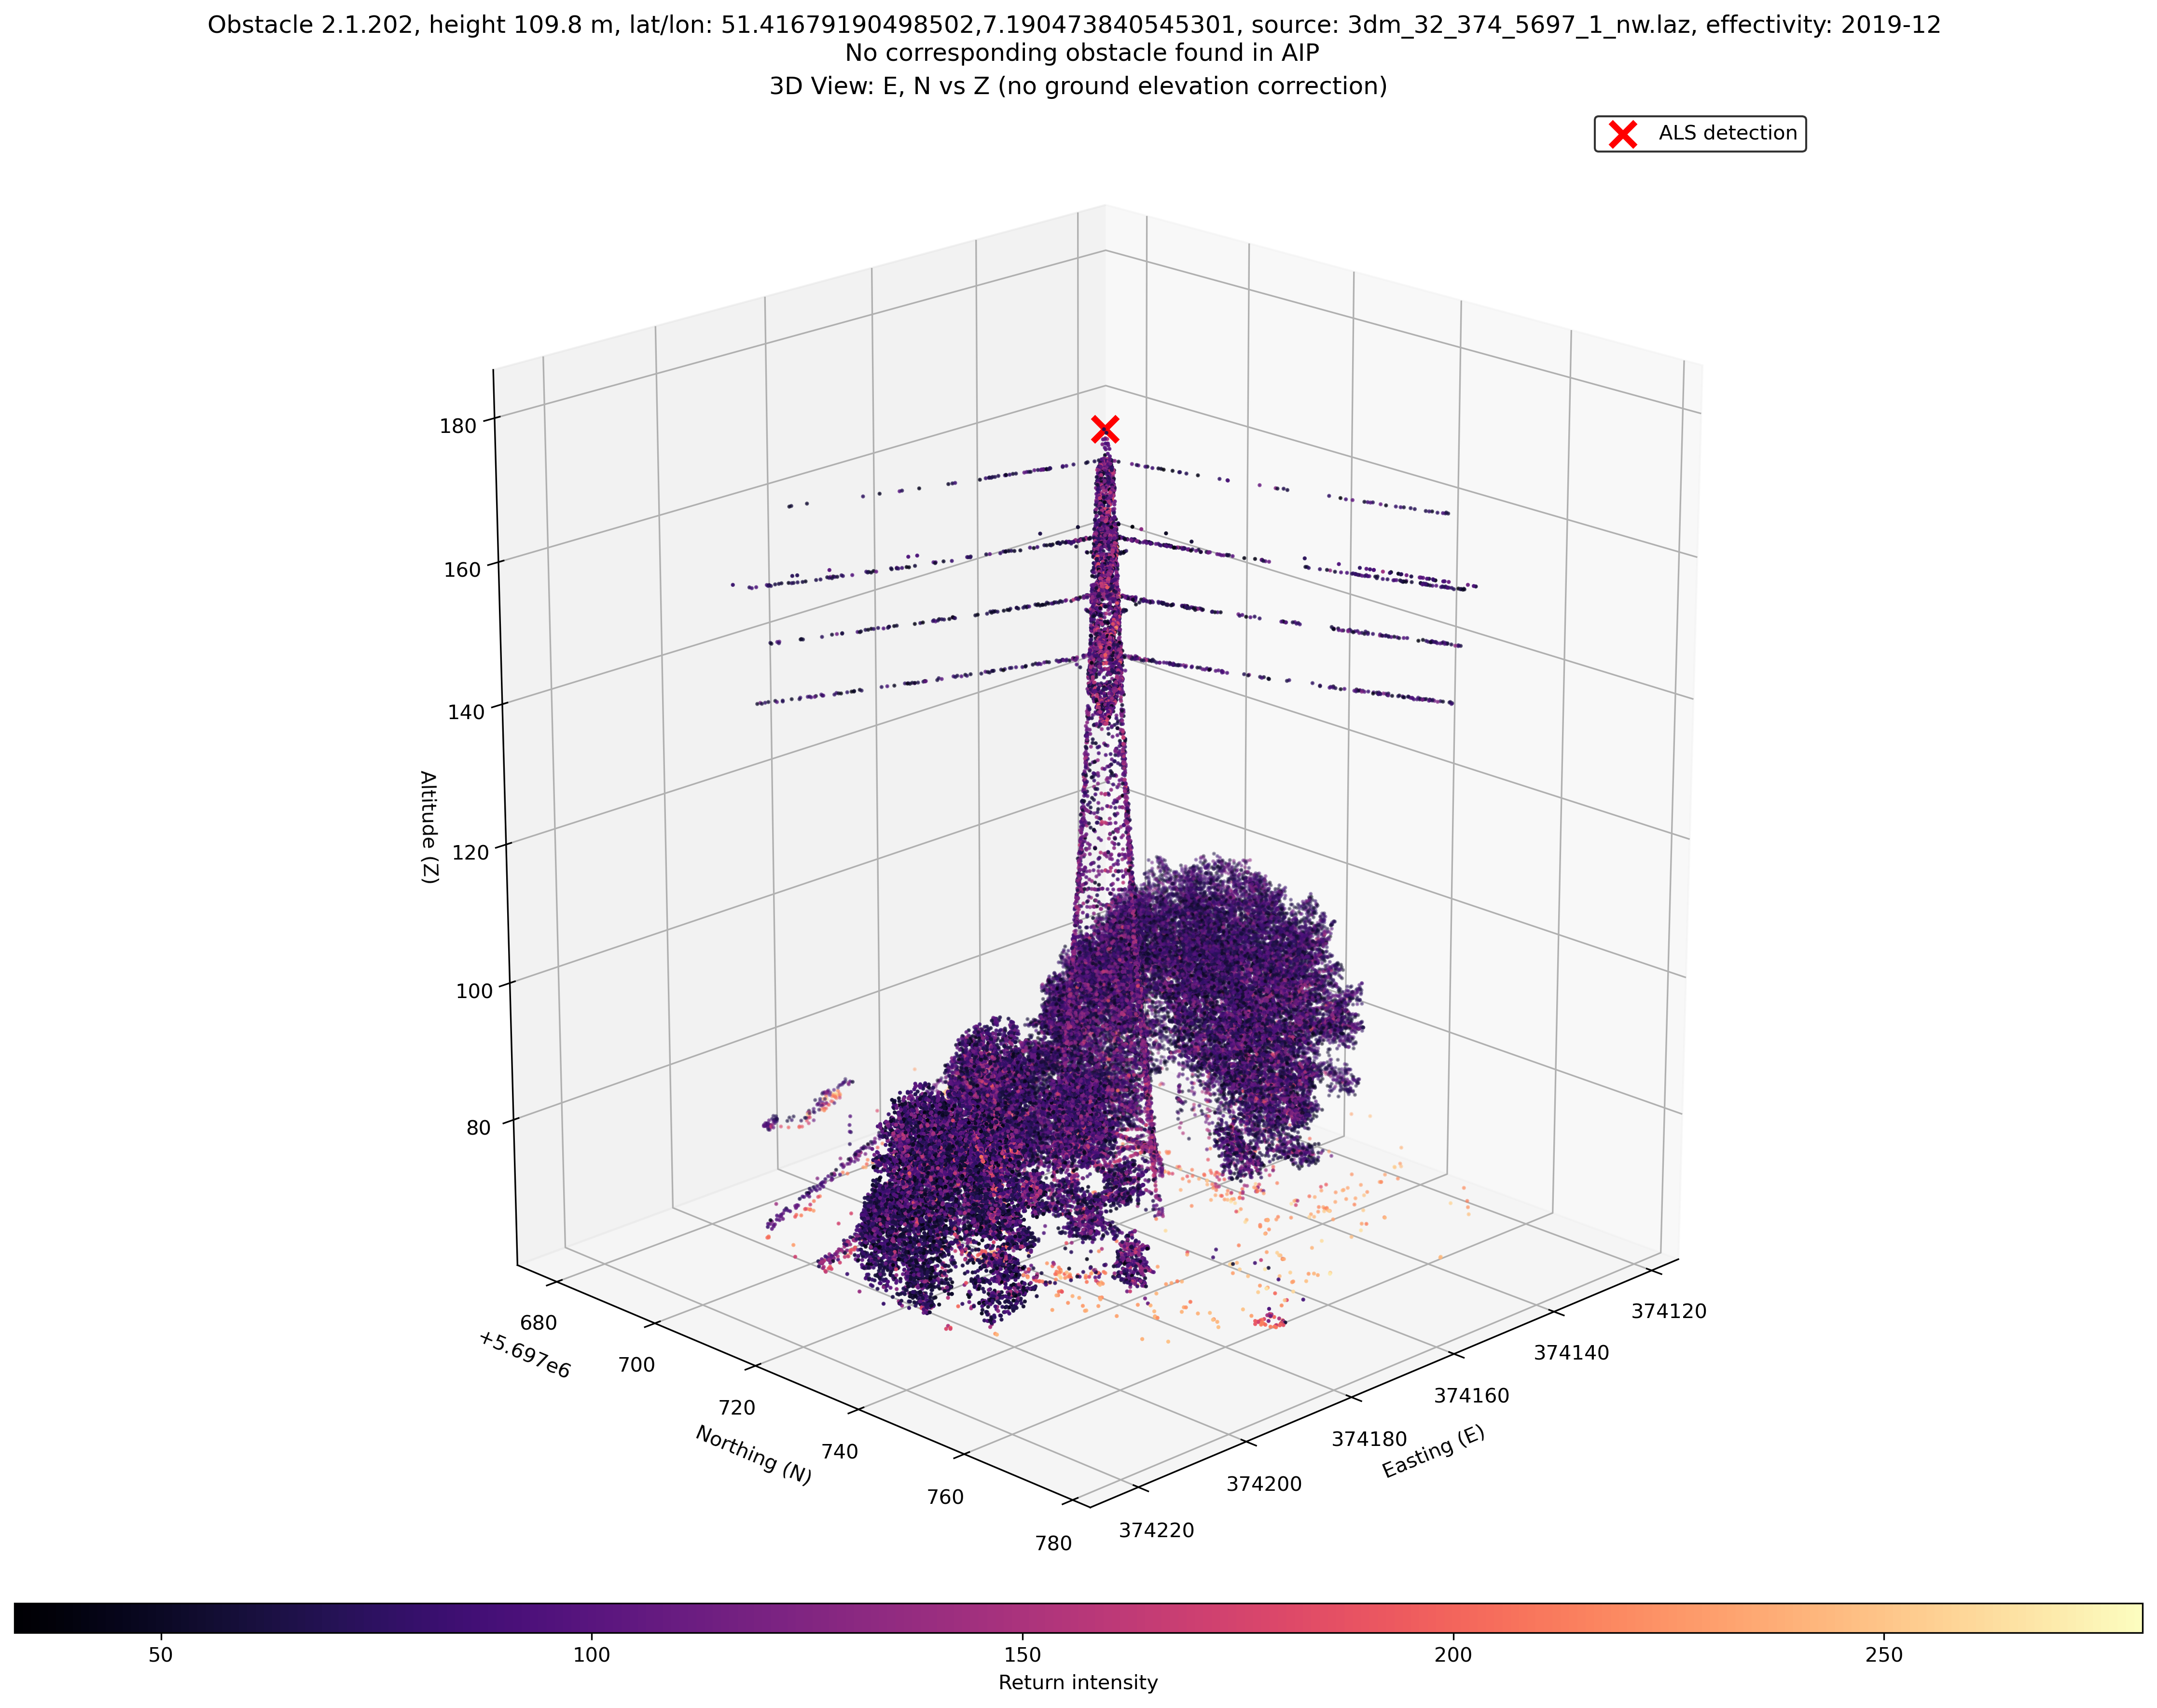 Obstacle 2.1.202, height 109.8 m, lat/lon: 51.41679190498502,7.190473840545301, source: 3dm_32_374_5697_1_nw.laz, effectivity: 2019-12
No corresponding obstacle found in AIP
3D View: E, N vs Z (no ground elevation correction)
ALS detection
180
160
140
120
100
80
Altitude (Z)
680
700
720
740
760
780
+5.697e6
Northing (N)
374120
374140
374160
374180
374200
374220
Easting (E)
50
100
150
200
250
Return intensity